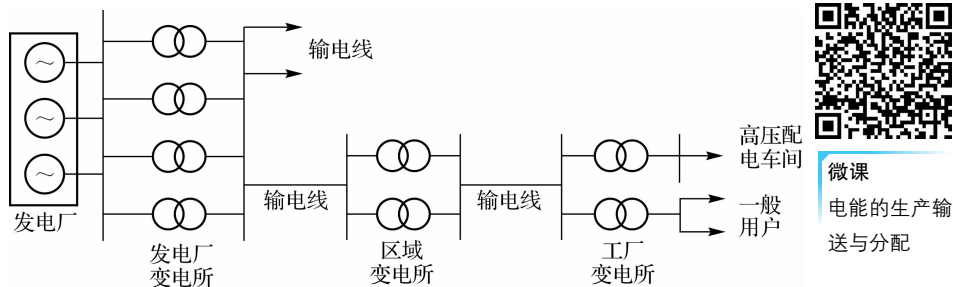 输电线
高压配
电车间
输电线
输电线
一般
用户
发电厂
发电厂
变电所
区域
变电所
工厂
变电所
微课
电能的生产输
送与分配